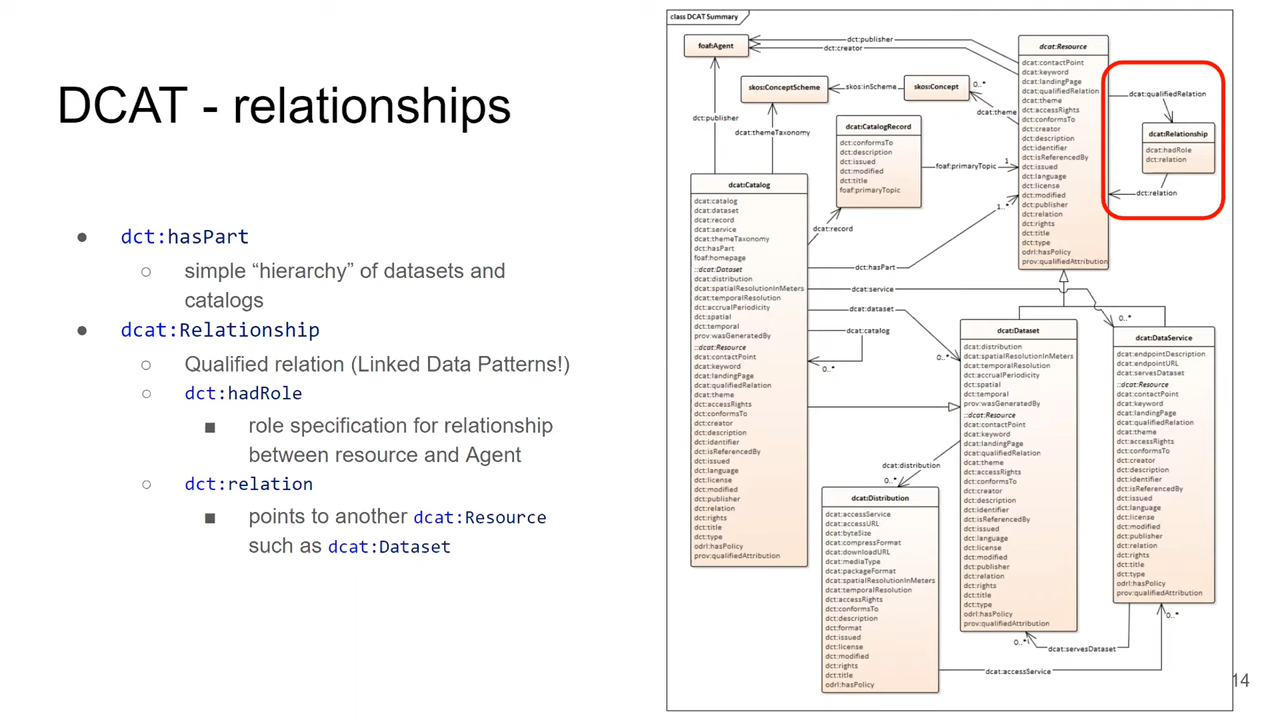 DCAT - relationships
● dct:hasPart
○ simple “hierarchy” of datasets and
catalogs
● dcat:Relationship
○ Qualified relation (Linked Data Patterns!)
○ dct:hadRole
■ role specification for relationship
between resource and Agent
○ dct:relation
■ points to another dcat:Resource
such as dcat:Dataset
class DCAT Summary
foaf:Agent
dct:publisher
dct:creator
skos:ConceptScheme
skos:inScheme
skos:Concept
0..*
dcat:theme
dct:publisher
dcat:themeTaxonomy
dcat:CatalogRecord
dct:conformsTo
dct:description
dct:issued
dct:modified
dct:title
foaf:primaryTopic
foaf:primaryTopic
1
dcat:record
1..*
dct:hasPart
dcat:service
0..*
dcat:dataset
0..*
dcat:catalog
0..*
dcat:Resource
dcat:contactPoint
dcat:keyword
dcat:landingPage
dcat:qualifiedRelation
dcat:theme
dct:accessRights
dct:conformsTo
dct:creator
dct:description
dct:identifier
dct:isReferencedBy
dct:issued
dct:language
dct:license
dct:modified
dct:publisher
dct:relation
dct:rights
dct:title
dct:type
odrl:hasPolicy
prov:qualifiedAttribution
dcat:qualifiedRelation
dcat:Relationship
dcat:hadRole
dct:relation
dct:relation
dcat:Catalog
dcat:catalog
dcat:dataset
dcat:record
dcat:service
dcat:themeTaxonomy
dct:hasPart
foaf:homepage
::dcat:Dataset
dcat:distribution
dcat:spatialResolutionInMeters
dcat:temporalResolution
dct:accrualPeriodicity
dct:spatial
dct:temporal
prov:wasGeneratedBy
::dcat:Resource
dcat:contactPoint
dcat:keyword
dcat:landingPage
dcat:qualifiedRelation
dcat:theme
dct:accessRights
dct:conformsTo
dct:creator
dct:description
dct:identifier
dct:isReferencedBy
dct:issued
dct:language
dct:license
dct:modified
dct:publisher
dct:relation
dct:rights
dct:title
dct:type
odrl:hasPolicy
prov:qualifiedAttribution
dcat:Dataset
dcat:distribution
dcat:spatialResolutionInMeters
dcat:temporalResolution
dct:accrualPeriodicity
dct:spatial
dct:temporal
prov:wasGeneratedBy
::dcat:Resource
dcat:contactPoint
dcat:keyword
dcat:landingPage
dcat:qualifiedRelation
dcat:theme
dct:accessRights
dct:conformsTo
dct:creator
dct:description
dct:identifier
dct:isReferencedBy
dct:issued
dct:language
dct:license
dct:modified
dct:publisher
dct:relation
dct:rights
dct:title
dct:type
odrl:hasPolicy
prov:qualifiedAttribution
dcat:DataService
dcat:endpointDescription
dcat:endpointURL
dcat:servesDataset
::dcat:Resource
dcat:contactPoint
dcat:keyword
dcat:landingPage
dcat:qualifiedRelation
dcat:theme
dct:accessRights
dct:conformsTo
dct:creator
dct:description
dct:identifier
dct:isReferencedBy
dct:issued
dct:language
dct:license
dct:modified
dct:publisher
dct:relation
dct:rights
dct:title
dct:type
odrl:hasPolicy
prov:qualifiedAttribution
dcat:distribution
0..*
dcat:Distribution
dcat:accessService
dcat:accessURL
dcat:byteSize
dcat:compressFormat
dcat:downloadURL
dcat:mediaType
dcat:packageFormat
dcat:spatialResolutionInMeters
dcat:temporalResolution
dct:accessRights
dct:conformsTo
dct:description
dct:format
dct:issued
dct:license
dct:modified
dct:rights
dct:title
odrl:hasPolicy
0..*
dcat:servesDataset
0..*
dcat:accessService
14